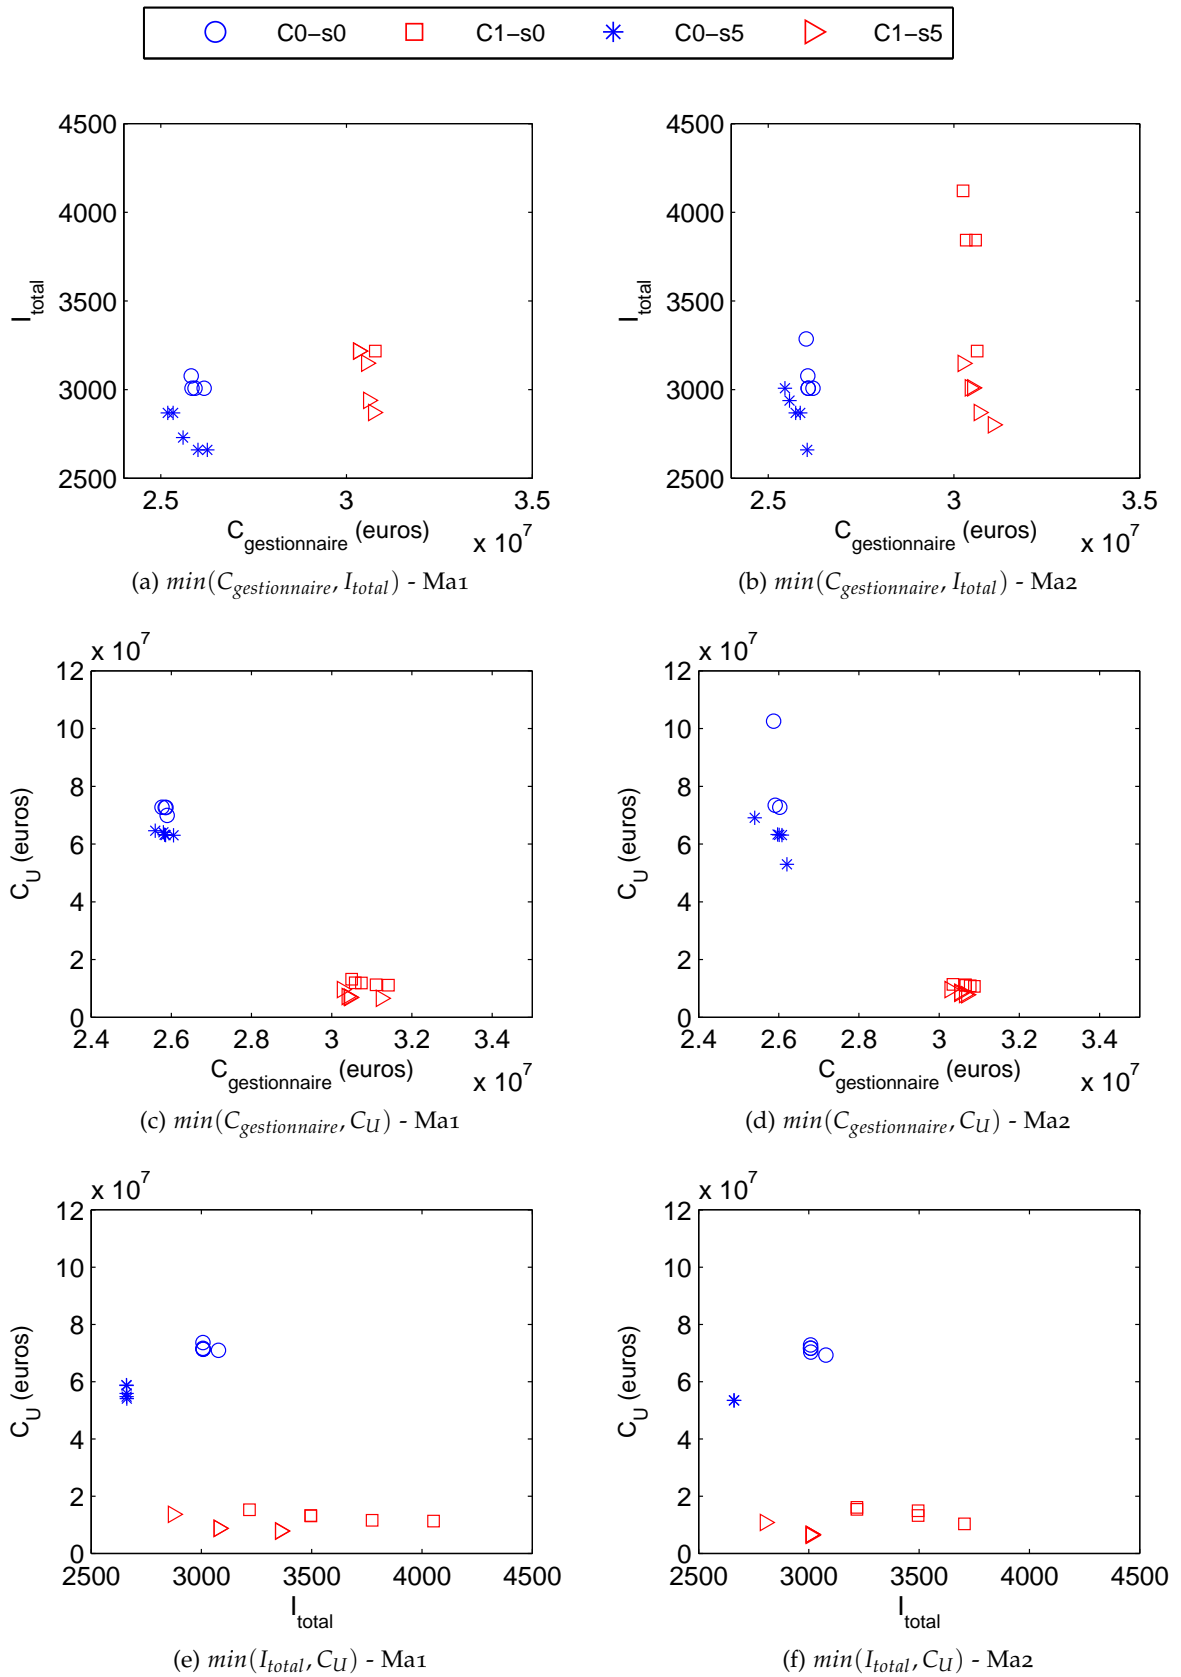 C0−s0 C1−s0 C0−s5 C1−s5
4500 4500
4000 4000
3500 3500
I_total I_total
3000 3000
2500 2500
2.5 3 3.5 2.5 3 3.5
C_gestionnaire (euros) x 10^7 C_gestionnaire (euros) x 10^7
(a) min(C_gestionnaire, I_total) - Ma1 (b) min(C_gestionnaire, I_total) - Ma2
x 10^7 x 10^7
12 12
10 10
8 8
C_U (euros) C_U (euros)
6 6
4 4
2 2
0 0
2.4 2.6 2.8 3 3.2 3.4 2.4 2.6 2.8 3 3.2 3.4
C_gestionnaire (euros) x 10^7 C_gestionnaire (euros) x 10^7
(c) min(C_gestionnaire, C_U) - Ma1 (d) min(C_gestionnaire, C_U) - Ma2
x 10^7 x 10^7
12 12
10 10
8 8
C_U (euros) C_U (euros)
6 6
4 4
2 2
0 0
2500 3000 3500 4000 4500 2500 3000 3500 4000 4500
I_total I_total
(e) min(I_total, C_U) - Ma1 (f) min(I_total, C_U) - Ma2